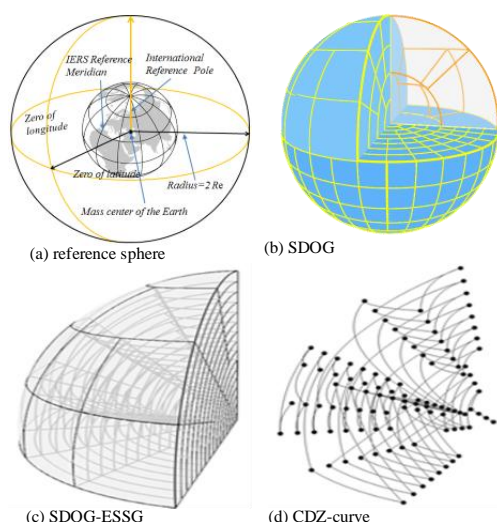 IERS Reference
Meridian
International
Reference Pole
Zero of
longitude
Zero of latitude
Radius=2 Re
Mass center of the Earth
(a) reference sphere
(b) SDOG
(c) SDOG-ESSG
(d) CDZ-curve